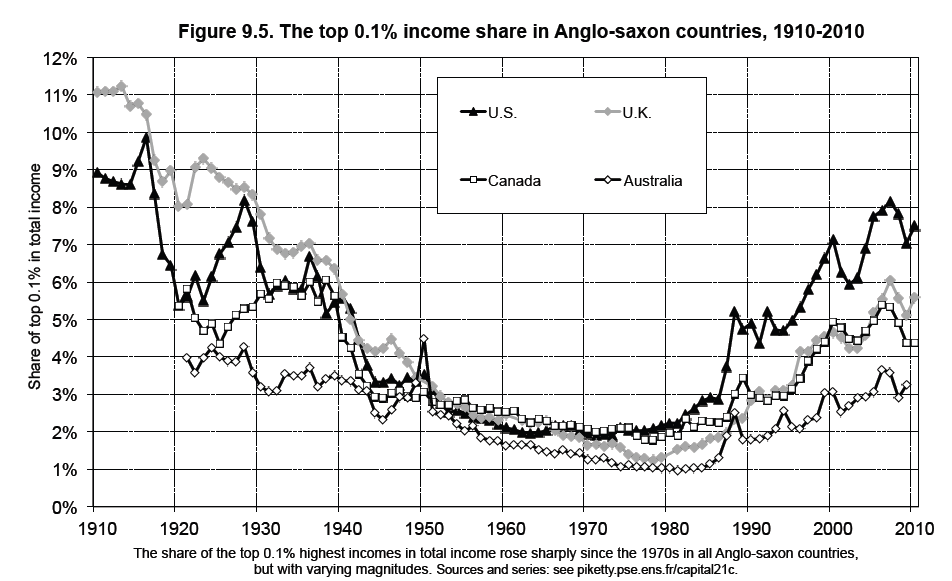 Figure 9.5. The top 0.1% income share in Anglo-saxon countries, 1910-2010
Share of top 0.1% in total income
12%
11%
10%
9%
8%
7%
6%
5%
4%
3%
2%
1%
0%
U.S.
U.K.
Canada
Australia
1910 1920 1930 1940 1950 1960 1970 1980 1990 2000 2010
The share of the top 0.1% highest incomes in total income rose sharply since the 1970s in all Anglo-saxon countries,
but with varying magnitudes. Sources and series: see piketty.pse.ens.fr/capital21c.